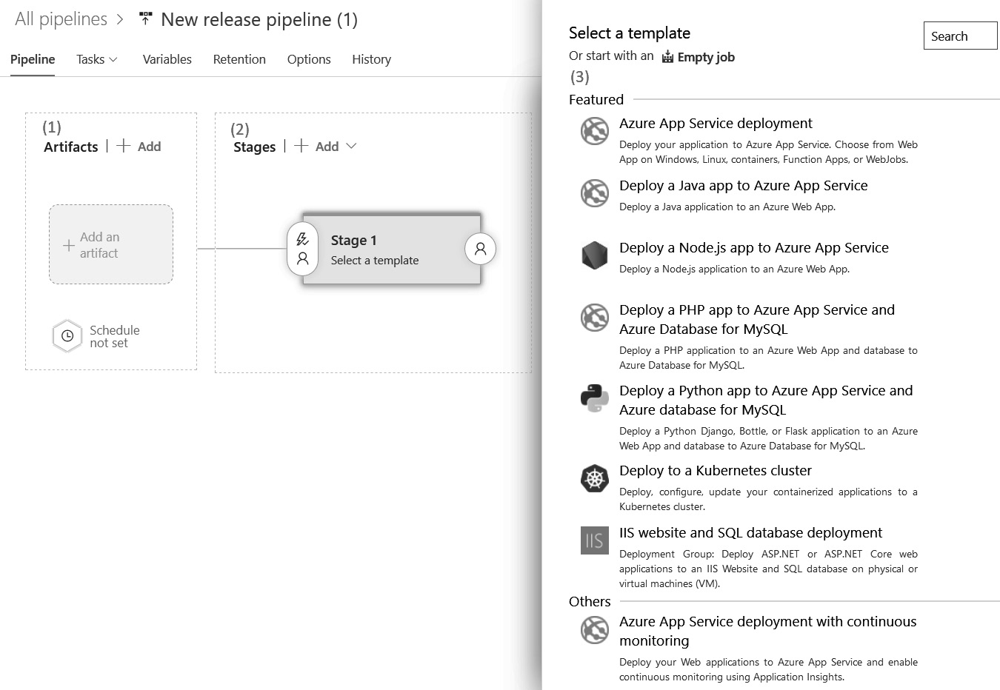 All pipelines > New release pipeline (1)
Pipeline Tasks Variables Retention Options History
(1)
Artifacts | + Add
+ Add an
artifact
Schedule
not set
(2)
Stages | + Add
Stage 1
Select a template
Select a template
Search
Or start with an Empty job
(3)
Featured
Azure App Service deployment
Deploy your application to Azure App Service. Choose from Web
App on Windows, Linux, containers, Function Apps, or WebJobs.
Deploy a Java app to Azure App Service
Deploy a Java application to an Azure Web App.
Deploy a Node.js app to Azure App Service
Deploy a Node.js application to an Azure Web App.
Deploy a PHP app to Azure App Service and
Azure Database for MySQL
Deploy a PHP application to an Azure Web App and database to
Azure Database for MySQL.
Deploy a Python app to Azure App Service and
Azure database for MySQL
Deploy a Python Django, Bottle, or Flask application to an Azure
Web App and database to Azure Database for MySQL.
Deploy to a Kubernetes cluster
Deploy, configure, update your containerized applications to a
Kubernetes cluster.
IIS
IIS website and SQL database deployment
Deployment Group: Deploy ASP.NET or ASP.NET Core web
applications to an IIS Website and SQL database on physical or
virtual machines (VM).
Others
Azure App Service deployment with continuous
monitoring
Deploy your Web applications to Azure App Service and enable
continuous monitoring using Application Insights.